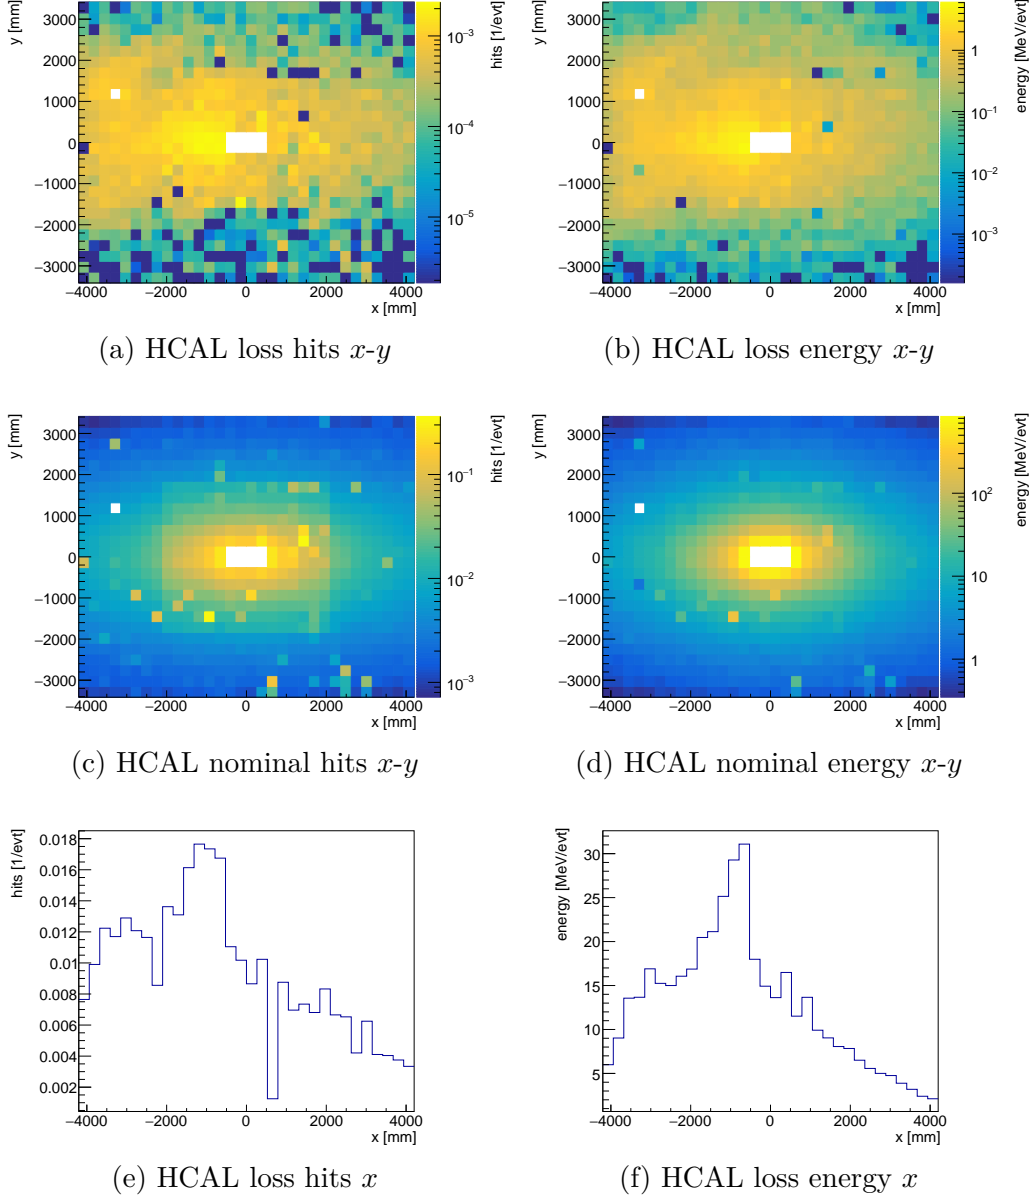 y [mm]
3000
2000
1000
0
−1000
−2000
−3000
−4000 −2000 0 2000 4000
x [mm]
hits [1/evt]
10⁻³
10⁻⁴
10⁻⁵
(a) HCAL loss hits x-y
y [mm]
3000
2000
1000
0
−1000
−2000
−3000
−4000 −2000 0 2000 4000
x [mm]
energy [MeV/evt]
1
10⁻¹
10⁻²
10⁻³
(b) HCAL loss energy x-y
y [mm]
3000
2000
1000
0
−1000
−2000
−3000
−4000 −2000 0 2000 4000
x [mm]
hits [1/evt]
10⁻¹
10⁻²
10⁻³
(c) HCAL nominal hits x-y
y [mm]
3000
2000
1000
0
−1000
−2000
−3000
−4000 −2000 0 2000 4000
x [mm]
energy [MeV/evt]
10²
10
1
(d) HCAL nominal energy x-y
hits [1/evt]
0.018
0.016
0.014
0.012
0.01
0.008
0.006
0.004
0.002
−4000 −2000 0 2000 4000
x [mm]
(e) HCAL loss hits x
energy [MeV/evt]
30
25
20
15
10
5
−4000 −2000 0 2000 4000
x [mm]
(f) HCAL loss energy x